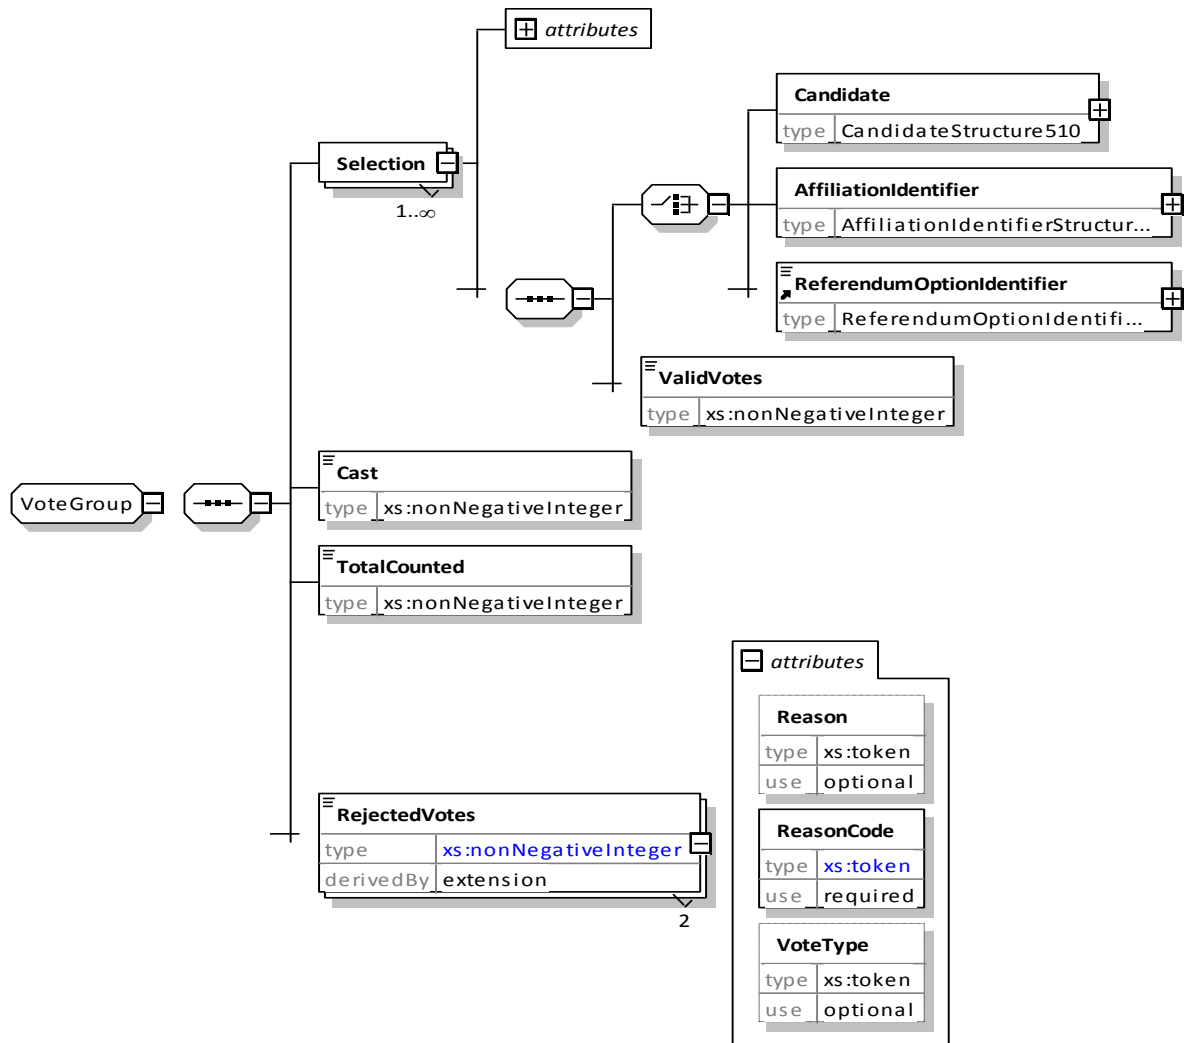 attributes
Candidate
type CandidateStructure510
Selection
1..∞
AffiliationIdentifier
type AffiliationIdentifierStructur...
ReferendumOptionIdentifier
type ReferendumOptionIdentifi...
ValidVotes
type xs:nonNegativeInteger
VoteGroup
Cast
type xs:nonNegativeInteger
TotalCounted
type xs:nonNegativeInteger
RejectedVotes
type xs:nonNegativeInteger
derivedBy extension
2
attributes
Reason
type xs:token
use optional
ReasonCode
type xs:token
use required
VoteType
type xs:token
use optional